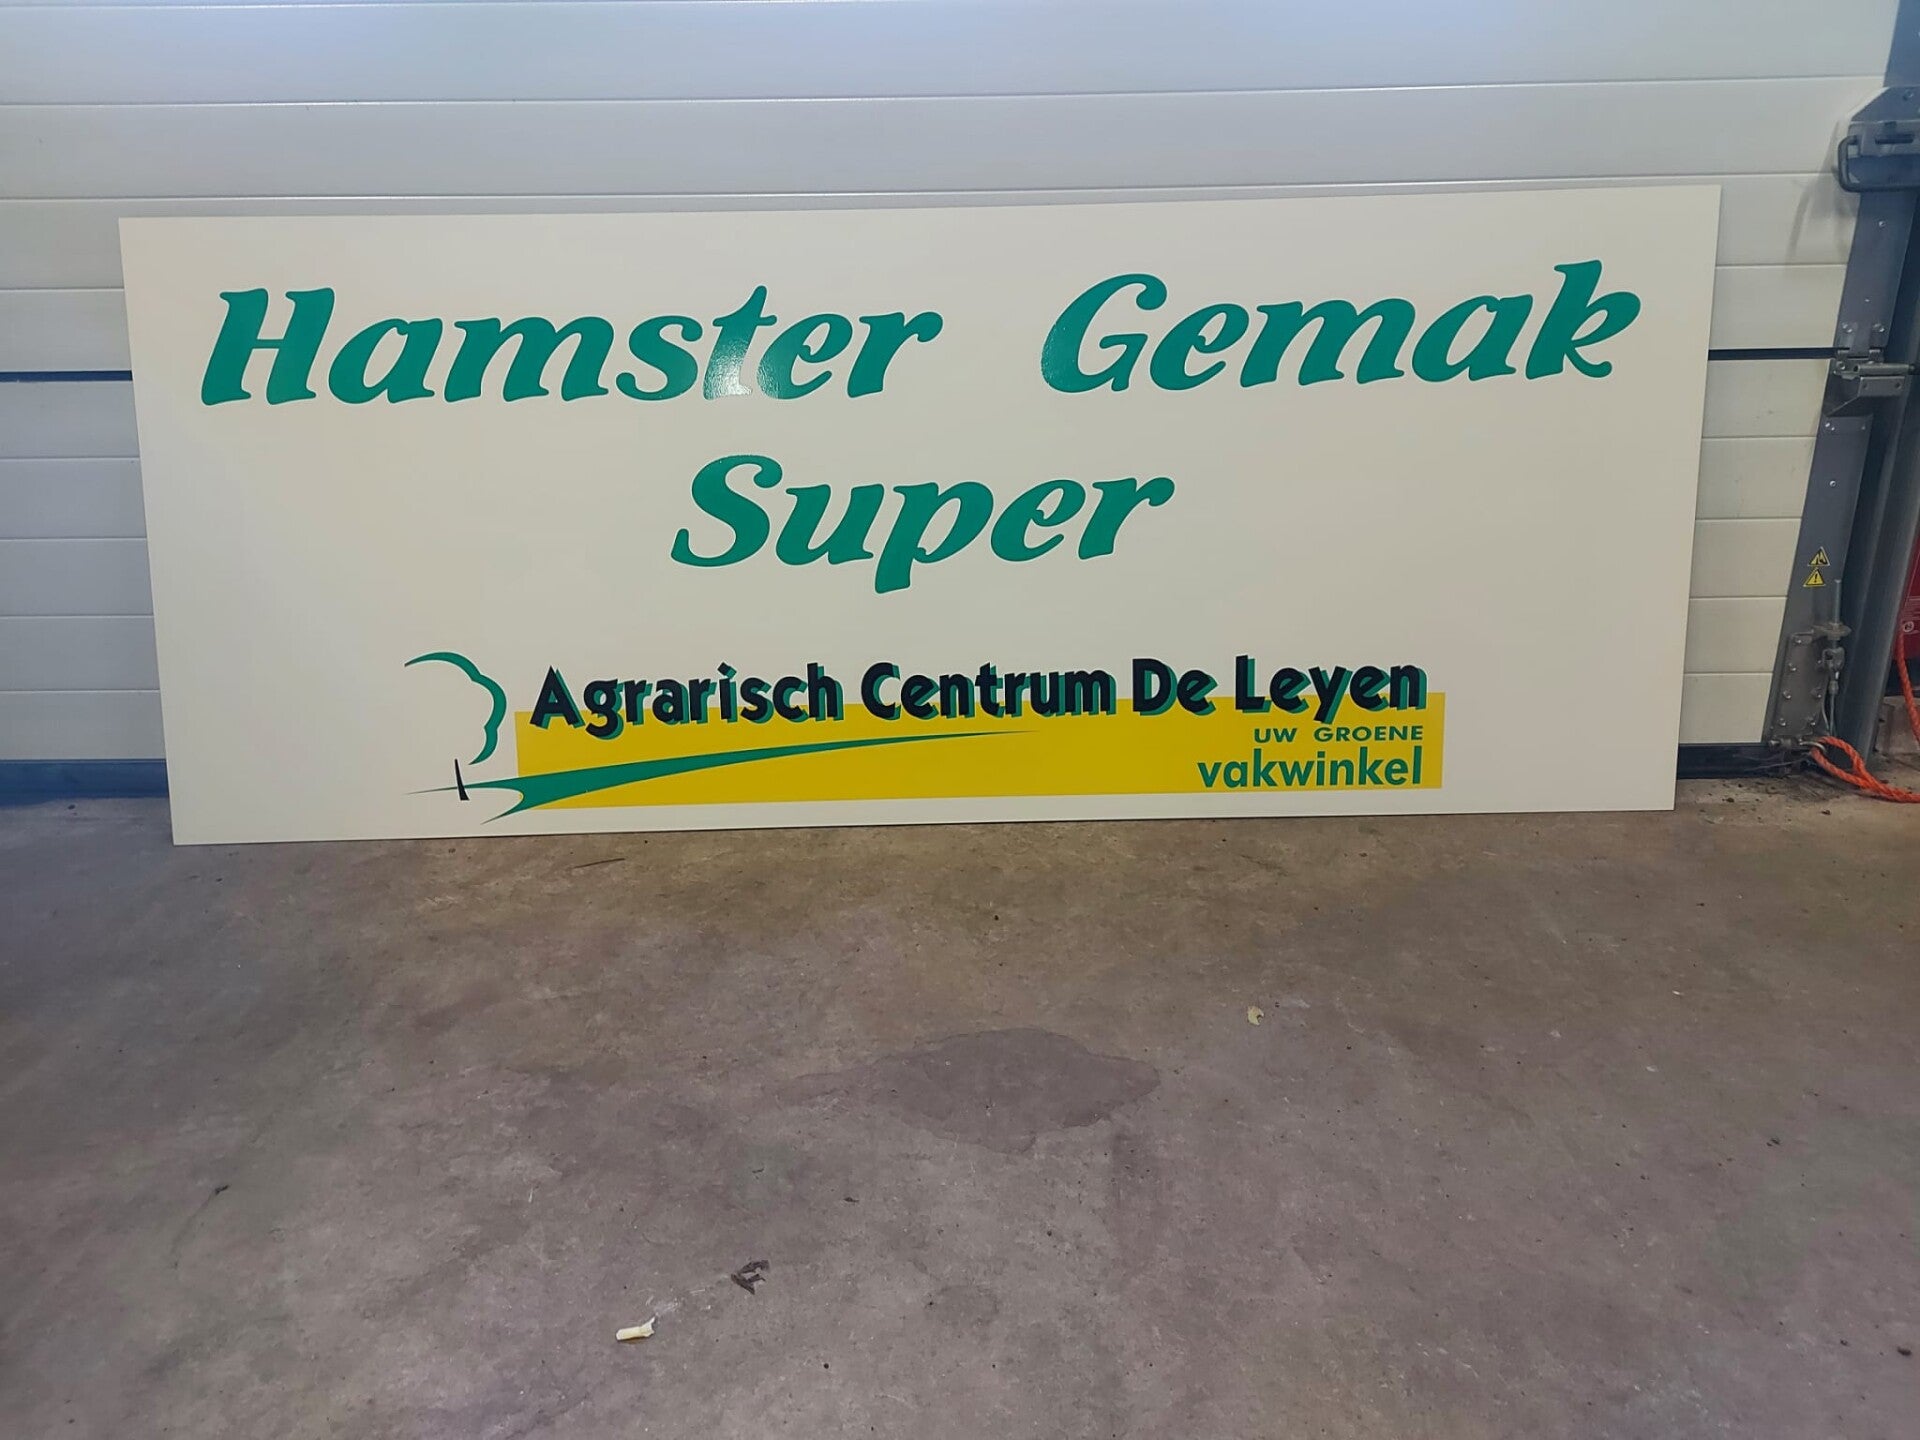 Hamster Gemak
Super
Agrarisch Centrum De Leyen
UW GROENE
vakwinkel